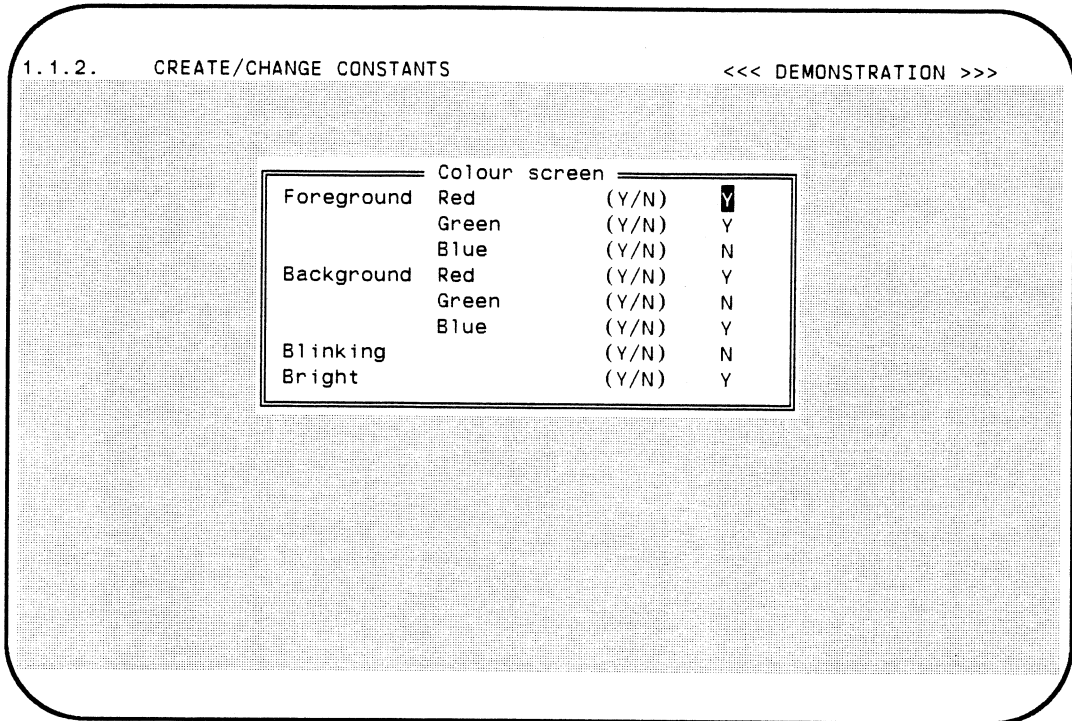 1.1.2. CREATE/CHANGE CONSTANTS <<< DEMONSTRATION >>>
Colour screen
Foreground Red (Y/N) Y
Green (Y/N) Y
Blue (Y/N) N
Background Red (Y/N) Y
Green (Y/N) N
Blue (Y/N) Y
Blinking (Y/N) N
Bright (Y/N) Y